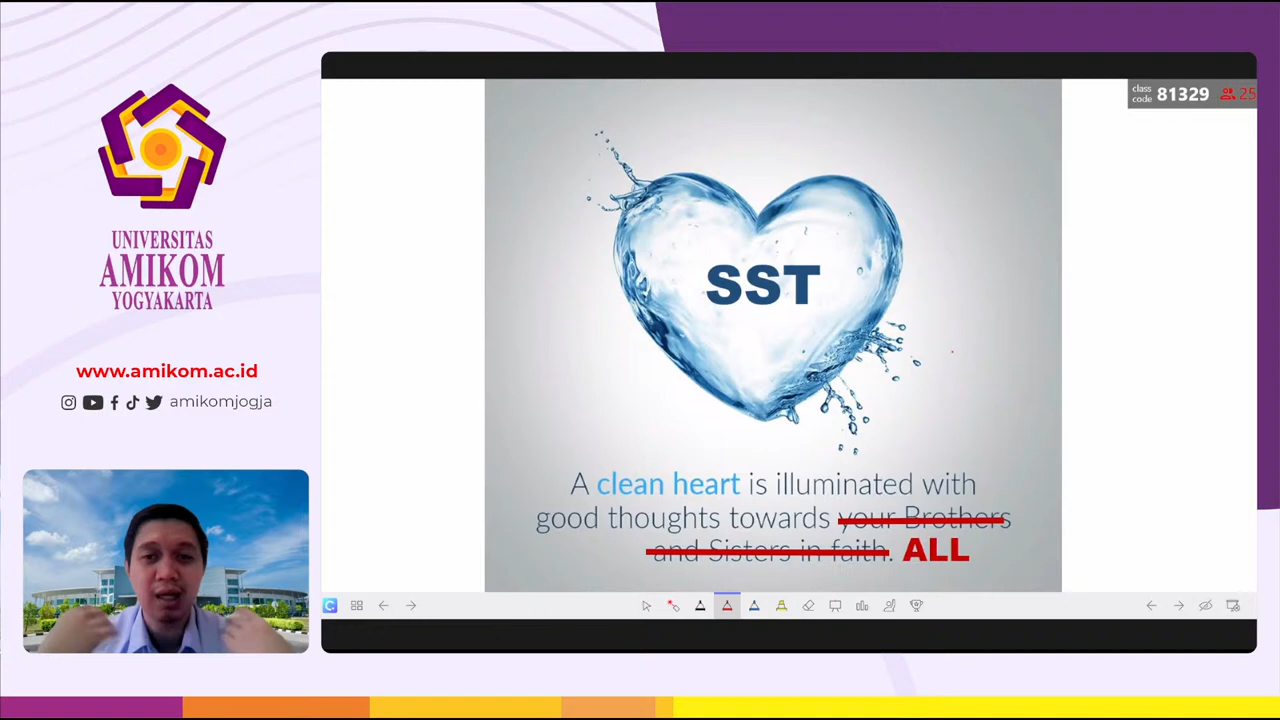 UNIVERSITAS
AMIKOM
YOGYAKARTA
www.amikom.ac.id
amikomjogja
class
code 81329 25
SST
A clean heart is illuminated with
good thoughts towards your Brothers
and Sisters in faith. ALL